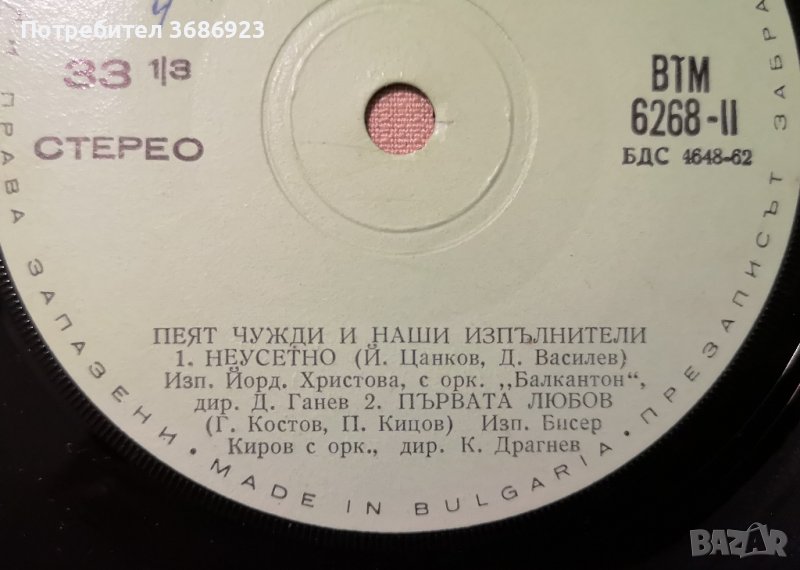 Потребител 3686923
33 1/3
СТЕРЕО
ВТМ
6268-II
БДС 4648-62
ПЕЯТ ЧУЖДИ И НАШИ ИЗПЪЛНИТЕЛИ
1. НЕУСЕТНО (Й. Цанков, Д. Василев)
Изп. Йорд. Христова, с орк. ,,Балкантон“,
дир. Д. Ганев 2. ПЪРВАТА ЛЮБОВ
(Г. Костов, П. Кицов) Изп. Бисер
Киров с орк., дир. К. Драгнев
ПРАВА ЗАПАЗЕНИ • MADE IN BULGARIA • ПРЕЗАПИСЪТ ЗАБРА
BAZAR